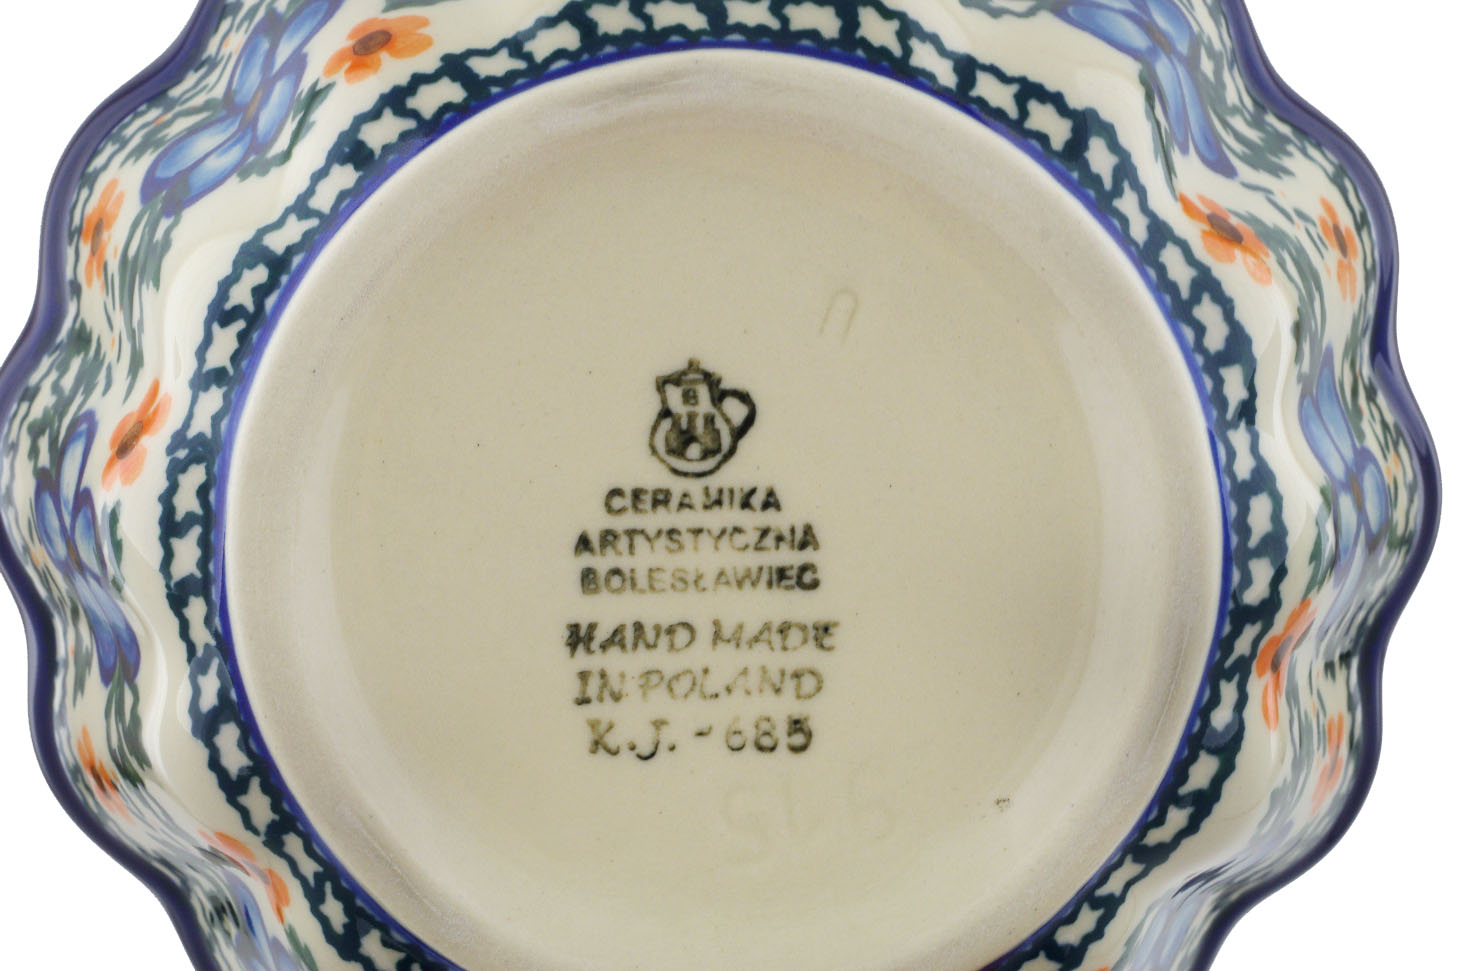 CERAMIKA
ARTYSTYCZNA
BOLESŁAWIEC
HAND MADE
IN POLAND
K.J.-685